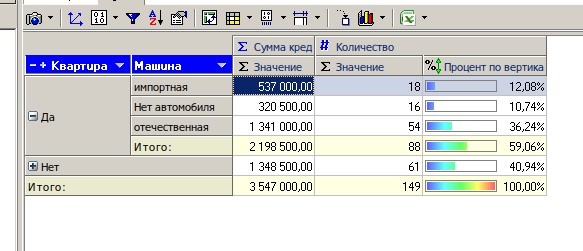 Σ Сумма кред # Количество
− + Квартира Машина Σ Значение Σ Значение % Процент по вертика
импортная 537 000,00 18 12,08%
Да Нет автомобиля 320 500,00 16 10,74%
отечественная 1 341 000,00 54 36,24%
Итого: 2 198 500,00 88 59,06%
Нет 1 348 500,00 61 40,94%
Итого: 3 547 000,00 149 100,00%